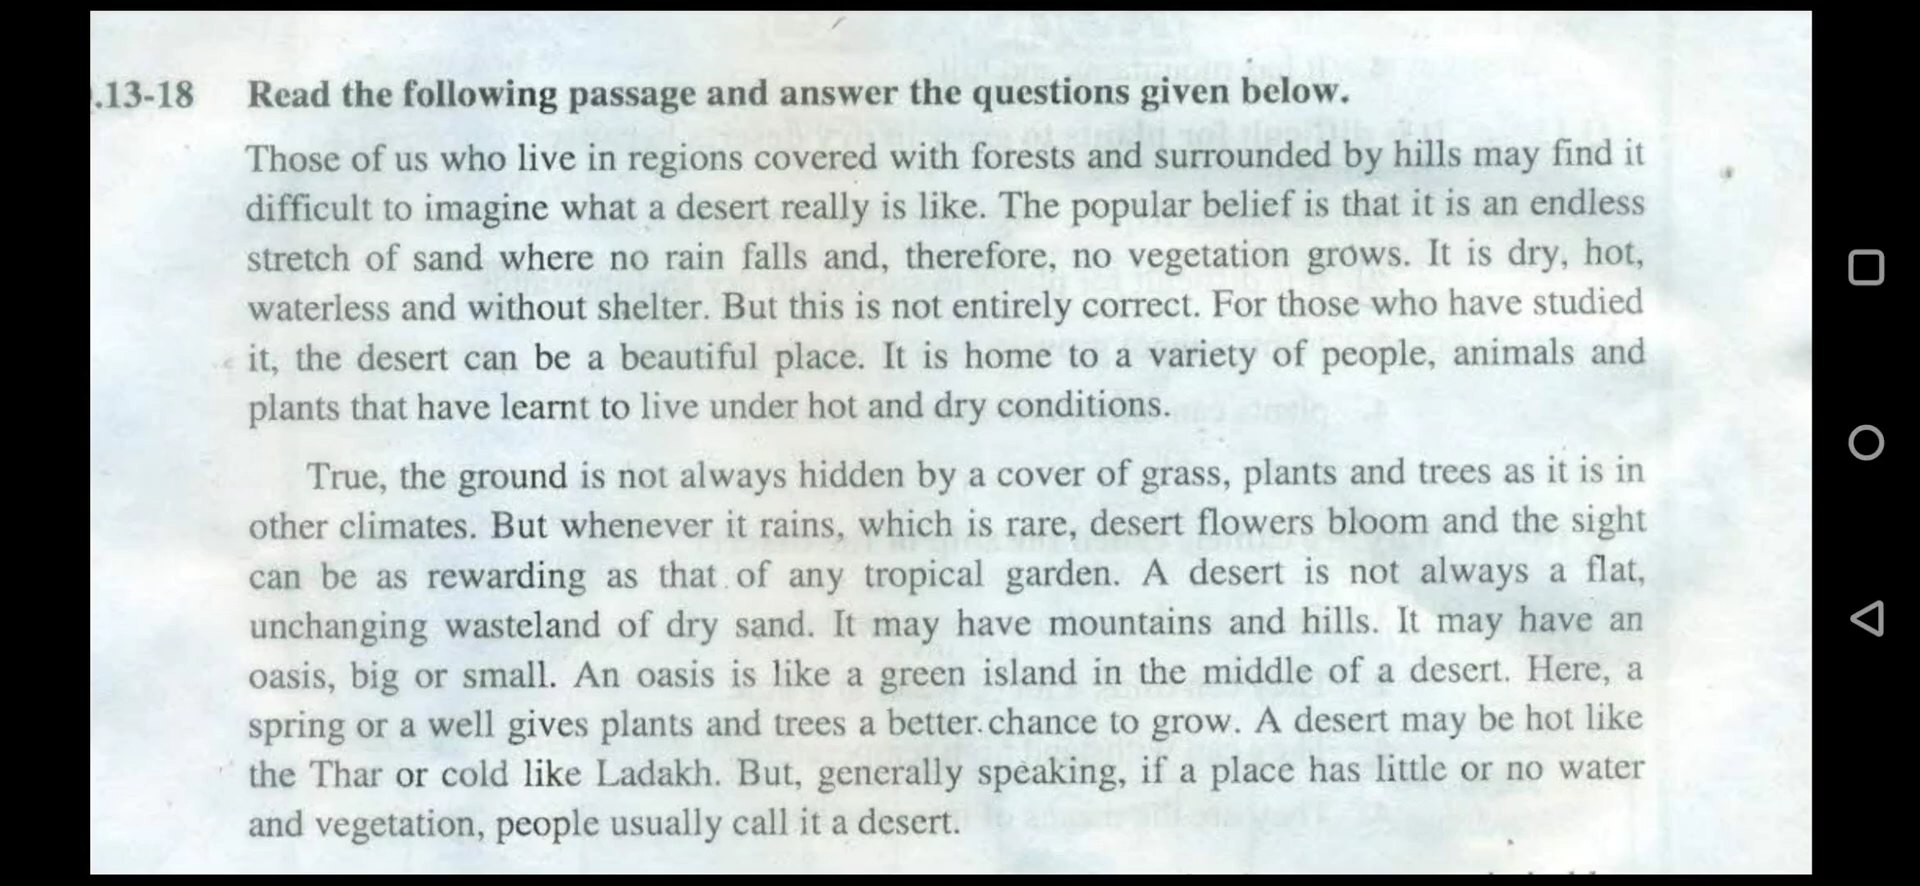 .13-18 Read the following passage and answer the questions given below.
Those of us who live in regions covered with forests and surrounded by hills may find it
difficult to imagine what a desert really is like. The popular belief is that it is an endless
stretch of sand where no rain falls and, therefore, no vegetation grows. It is dry, hot,
waterless and without shelter. But this is not entirely correct. For those who have studied
it, the desert can be a beautiful place. It is home to a variety of people, animals and
plants that have learnt to live under hot and dry conditions.
True, the ground is not always hidden by a cover of grass, plants and trees as it is in
other climates. But whenever it rains, which is rare, desert flowers bloom and the sight
can be as rewarding as that of any tropical garden. A desert is not always a flat,
unchanging wasteland of dry sand. It may have mountains and hills. It may have an
oasis, big or small. An oasis is like a green island in the middle of a desert. Here, a
spring or a well gives plants and trees a better chance to grow. A desert may be hot like
the Thar or cold like Ladakh. But, generally speaking, if a place has little or no water
and vegetation, people usually call it a desert.